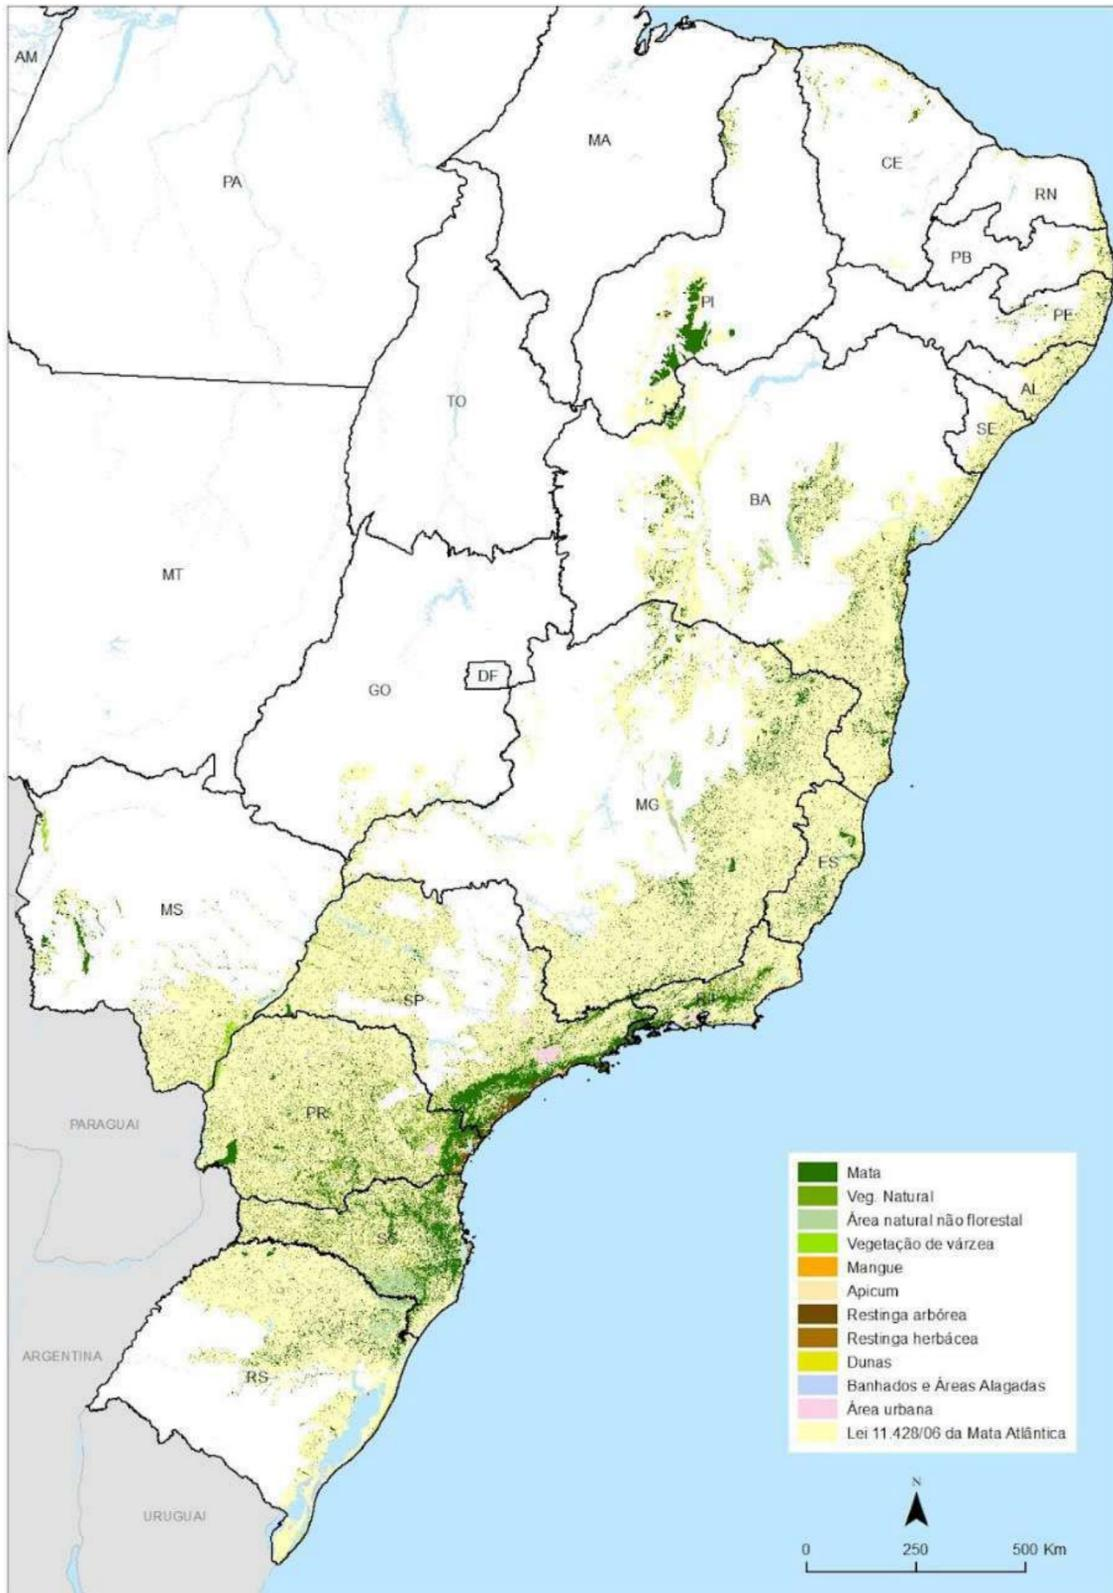 AM
MA
PA
CE
RN
PB
PI
PE
TO
AL
SE
BA
MT
DF
GO
MG
ES
MS
SP
RJ
PR
PARAGUAI
SC
ARGENTINA
RS
URUGUAI
Mata
Veg. Natural
Área natural não florestal
Vegetação de várzea
Mangue
Apicum
Restinga arbórea
Restinga herbácea
Dunas
Banhados e Áreas Alagadas
Área urbana
Lei 11.428/06 da Mata Atlântica
N
0 250 500 Km